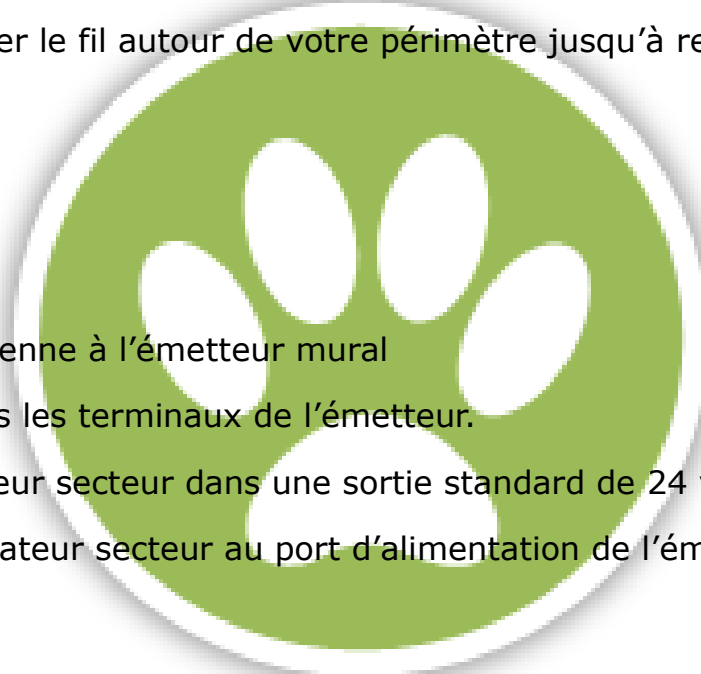 er le fil autour de votre périmètre jusqu’à re
enne à l’émetteur mural
s les terminaux de l’émetteur.
eur secteur dans une sortie standard de 24
ateur secteur au port d’alimentation de l’ém